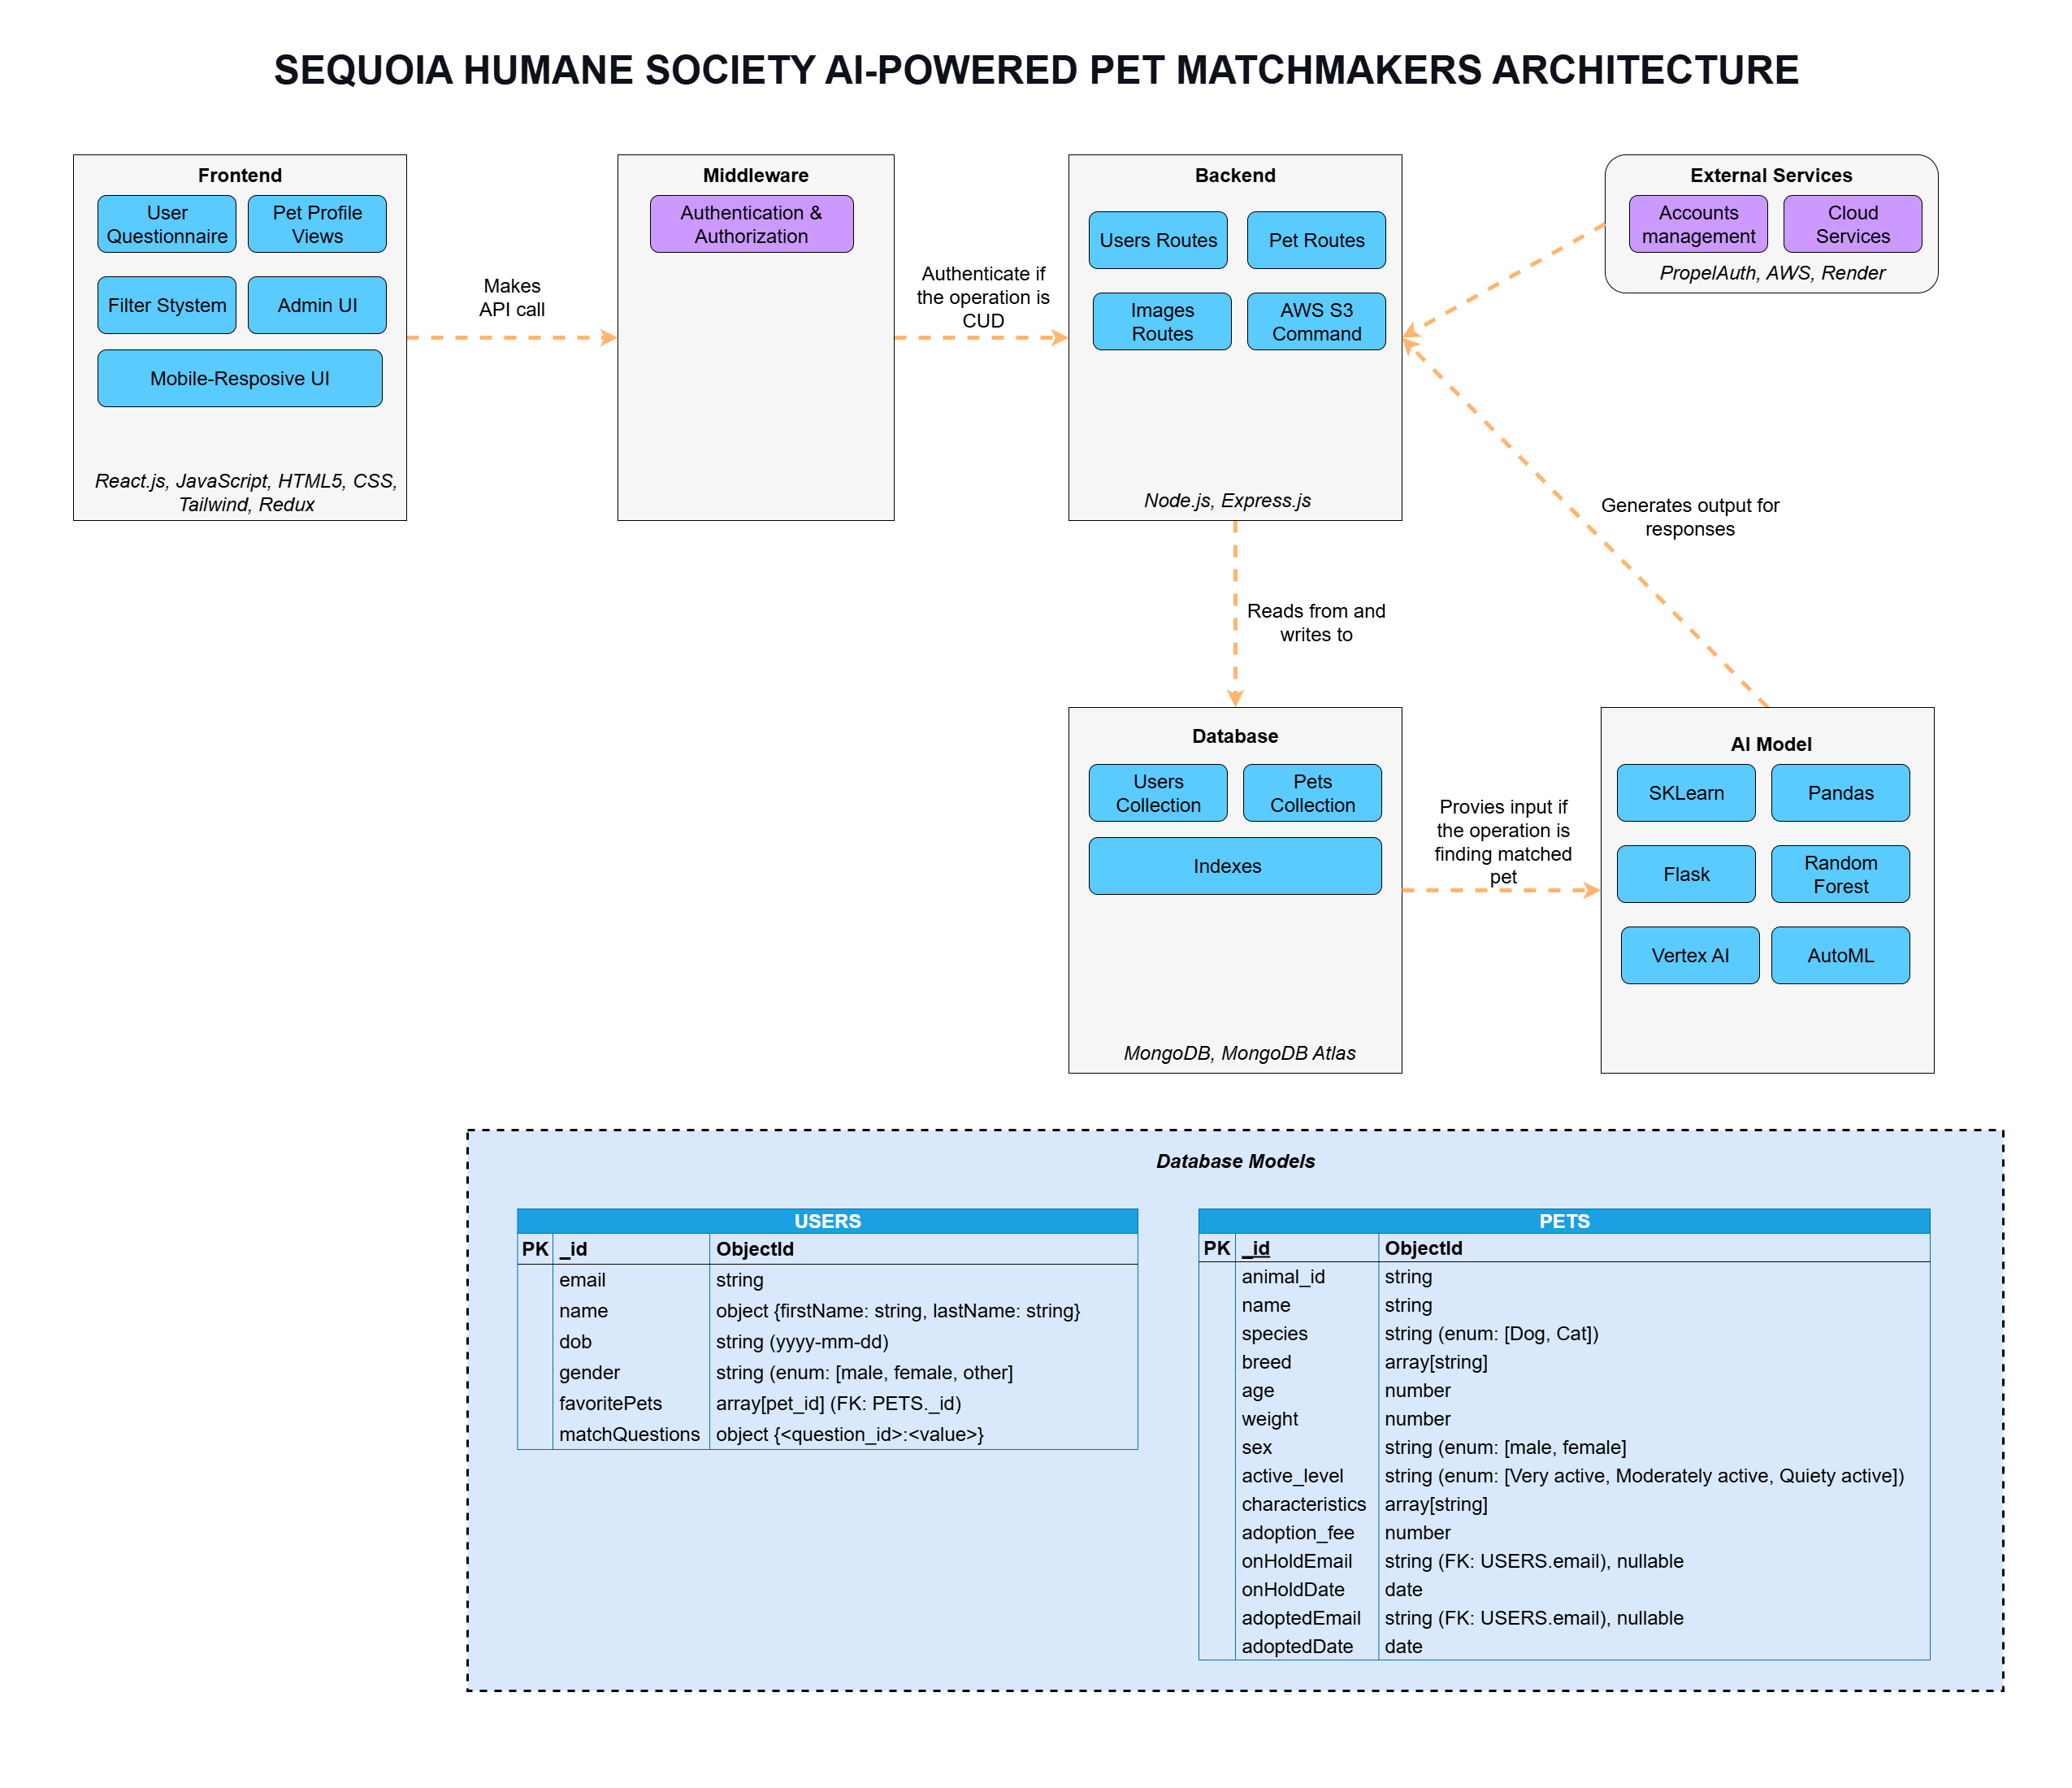 SEQUOIA HUMANE SOCIETY AI-POWERED PET MATCHMAKERS ARCHITECTURE
Frontend
User
Questionnaire
Pet Profile
Views
Filter Stystem
Admin UI
Mobile-Resposive UI
React.js, JavaScript, HTML5, CSS,
Tailwind, Redux
Makes
API call
Middleware
Authentication &
Authorization
Authenticate if
the operation is
CUD
Backend
Users Routes
Pet Routes
Images
Routes
AWS S3
Command
Node.js, Express.js
External Services
Accounts
management
Cloud
Services
PropelAuth, AWS, Render
Generates output for
responses
Reads from and
writes to
Database
Users
Collection
Pets
Collection
Indexes
MongoDB, MongoDB Atlas
Provies input if
the operation is
finding matched
pet
AI Model
SKLearn
Pandas
Flask
Random
Forest
Vertex AI
AutoML
Database Models
USERS
PK _id ObjectId
email string
name object {firstName: string, lastName: string}
dob string (yyyy-mm-dd)
gender string (enum: [male, female, other]
favoritePets array[pet_id] (FK: PETS._id)
matchQuestions object {<question_id>:<value>}
PETS
PK _id ObjectId
animal_id string
name string
species string (enum: [Dog, Cat])
breed array[string]
age number
weight number
sex string (enum: [male, female]
active_level string (enum: [Very active, Moderately active, Quiety active])
characteristics array[string]
adoption_fee number
onHoldEmail string (FK: USERS.email), nullable
onHoldDate date
adoptedEmail string (FK: USERS.email), nullable
adoptedDate date